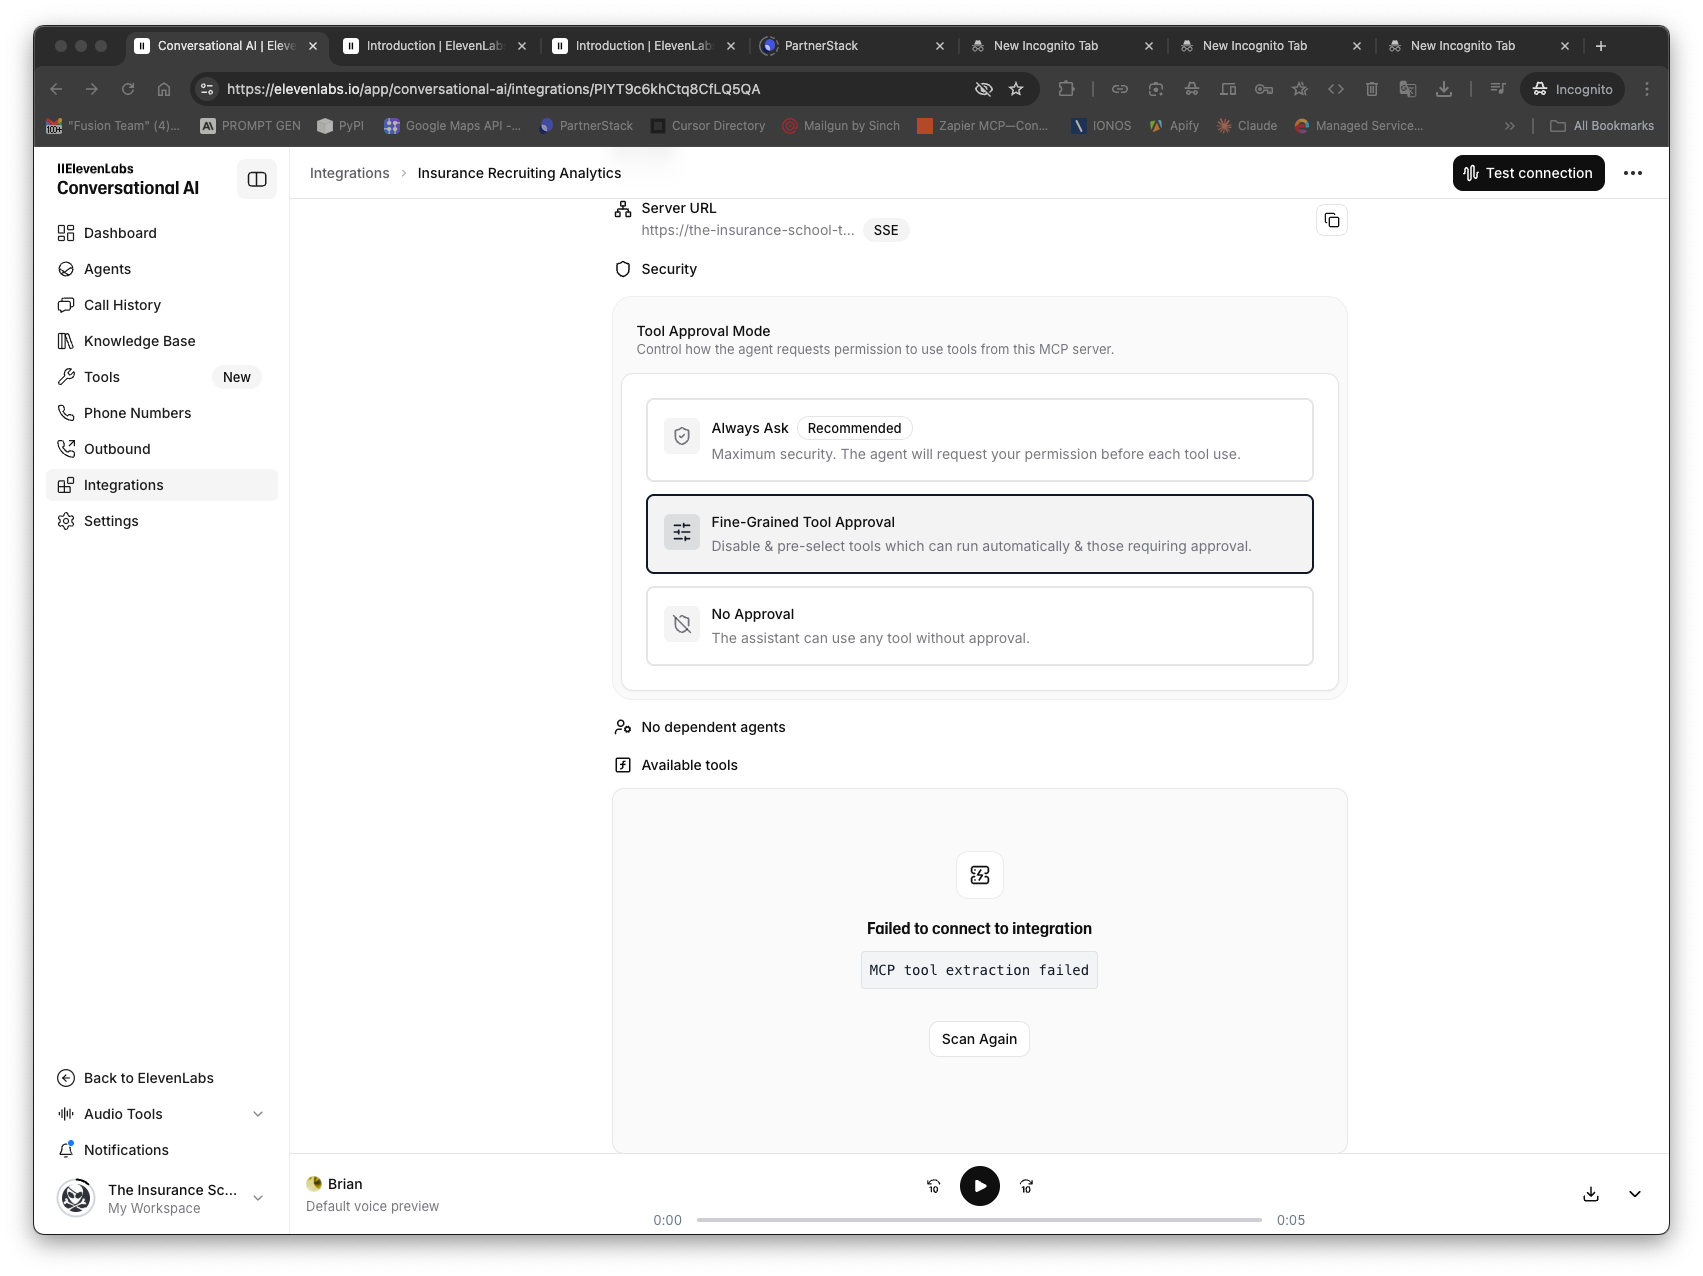 Conversational AI | Eleve
Introduction | ElevenLab
Introduction | ElevenLab
PartnerStack
New Incognito Tab
New Incognito Tab
New Incognito Tab
https://elevenlabs.io/app/conversational-ai/integrations/PIYT9c6khCtq8CfLQ5QA
Incognito
"Fusion Team" (4)...
PROMPT GEN
PyPI
Google Maps API -...
PartnerStack
Cursor Directory
Mailgun by Sinch
Zapier MCP—Con...
IONOS
Apify
Claude
Managed Service...
All Bookmarks
IIElevenLabs
Conversational AI
Dashboard
Agents
Call History
Knowledge Base
Tools New
Phone Numbers
Outbound
Integrations
Settings
Back to ElevenLabs
Audio Tools
Notifications
The Insurance Sc...
My Workspace
Integrations > Insurance Recruiting Analytics
Test connection
Server URL
https://the-insurance-school-t... SSE
Security
Tool Approval Mode
Control how the agent requests permission to use tools from this MCP server.
Always Ask Recommended
Maximum security. The agent will request your permission before each tool use.
Fine-Grained Tool Approval
Disable & pre-select tools which can run automatically & those requiring approval.
No Approval
The assistant can use any tool without approval.
No dependent agents
Available tools
Failed to connect to integration
MCP tool extraction failed
Scan Again
Brian
Default voice preview
10
10
0:00
0:05